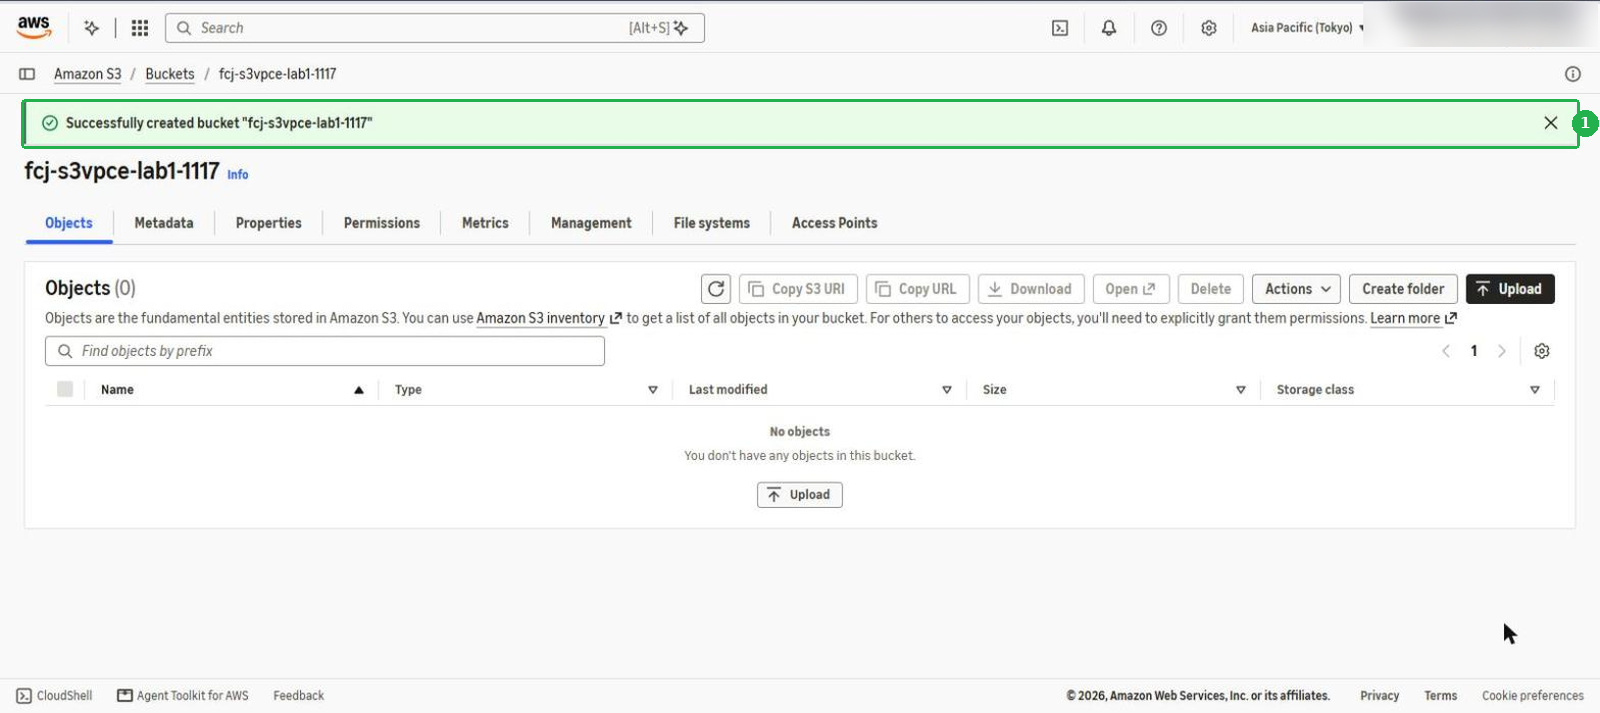 aws
Search [Alt+S]
Asia Pacific (Tokyo)
Amazon S3 / Buckets / fcj-s3vpce-lab1-1117
Successfully created bucket "fcj-s3vpce-lab1-1117"
1
fcj-s3vpce-lab1-1117 Info
Objects Metadata Properties Permissions Metrics Management File systems Access Points
Objects (0)
Copy S3 URI Copy URL Download Open Delete Actions Create folder Upload
Objects are the fundamental entities stored in Amazon S3. You can use Amazon S3 inventory to get a list of all objects in your bucket. For others to access your objects, you'll need to explicitly grant them permissions. Learn more
Find objects by prefix
1
Name Type Last modified Size Storage class
No objects
You don't have any objects in this bucket.
Upload
CloudShell Agent Toolkit for AWS Feedback © 2026, Amazon Web Services, Inc. or its affiliates. Privacy Terms Cookie preferences